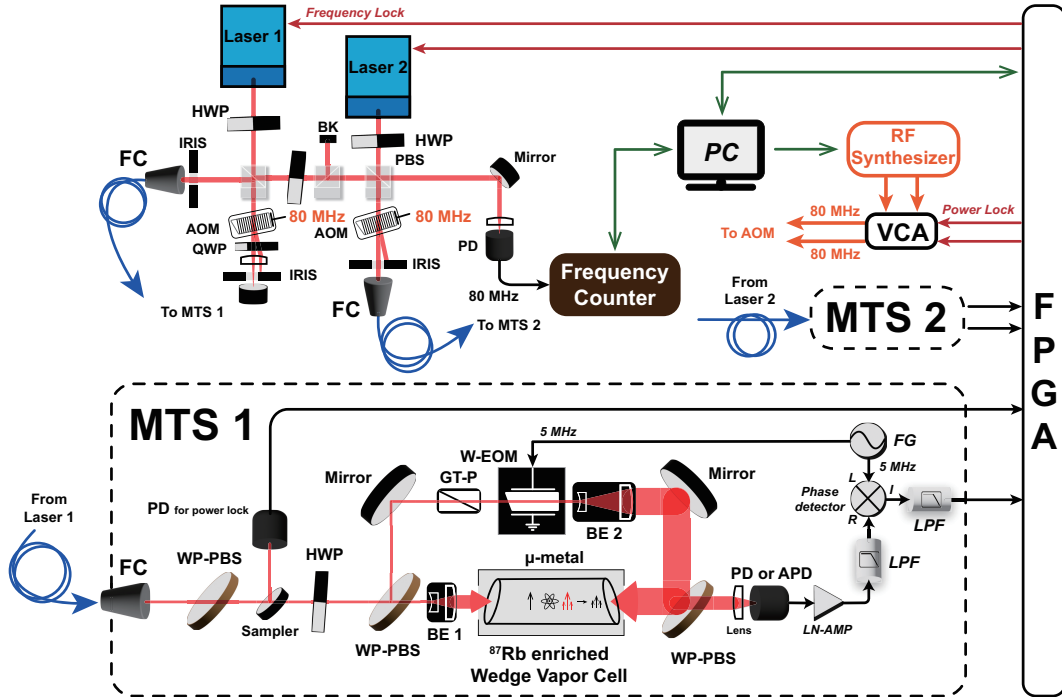 Frequency Lock
Laser 1
Laser 2
HWP
BK
HWP
IRIS
FC
PBS
Mirror
PC
RF
Synthesizer
AOM
80 MHz
AOM
80 MHz
QWP
IRIS
IRIS
PD
80 MHz
To AOM
80 MHz
VCA
Power Lock
To MTS 1
FC
80 MHz
To MTS 2
Frequency
Counter
From
Laser 2
MTS 2
F
P
G
A
MTS 1
5 MHz
FG
W-EOM
5 MHz
Mirror
GT-P
Mirror
L
I
Phase
detector
R
LPF
From
Laser 1
PD for power lock
BE 2
HWP
LPF
WP-PBS
µ-metal
FC
PD or APD
Sampler
BE 1
Lens
LN-AMP
WP-PBS
87Rb enriched
Wedge Vapor Cell
WP-PBS